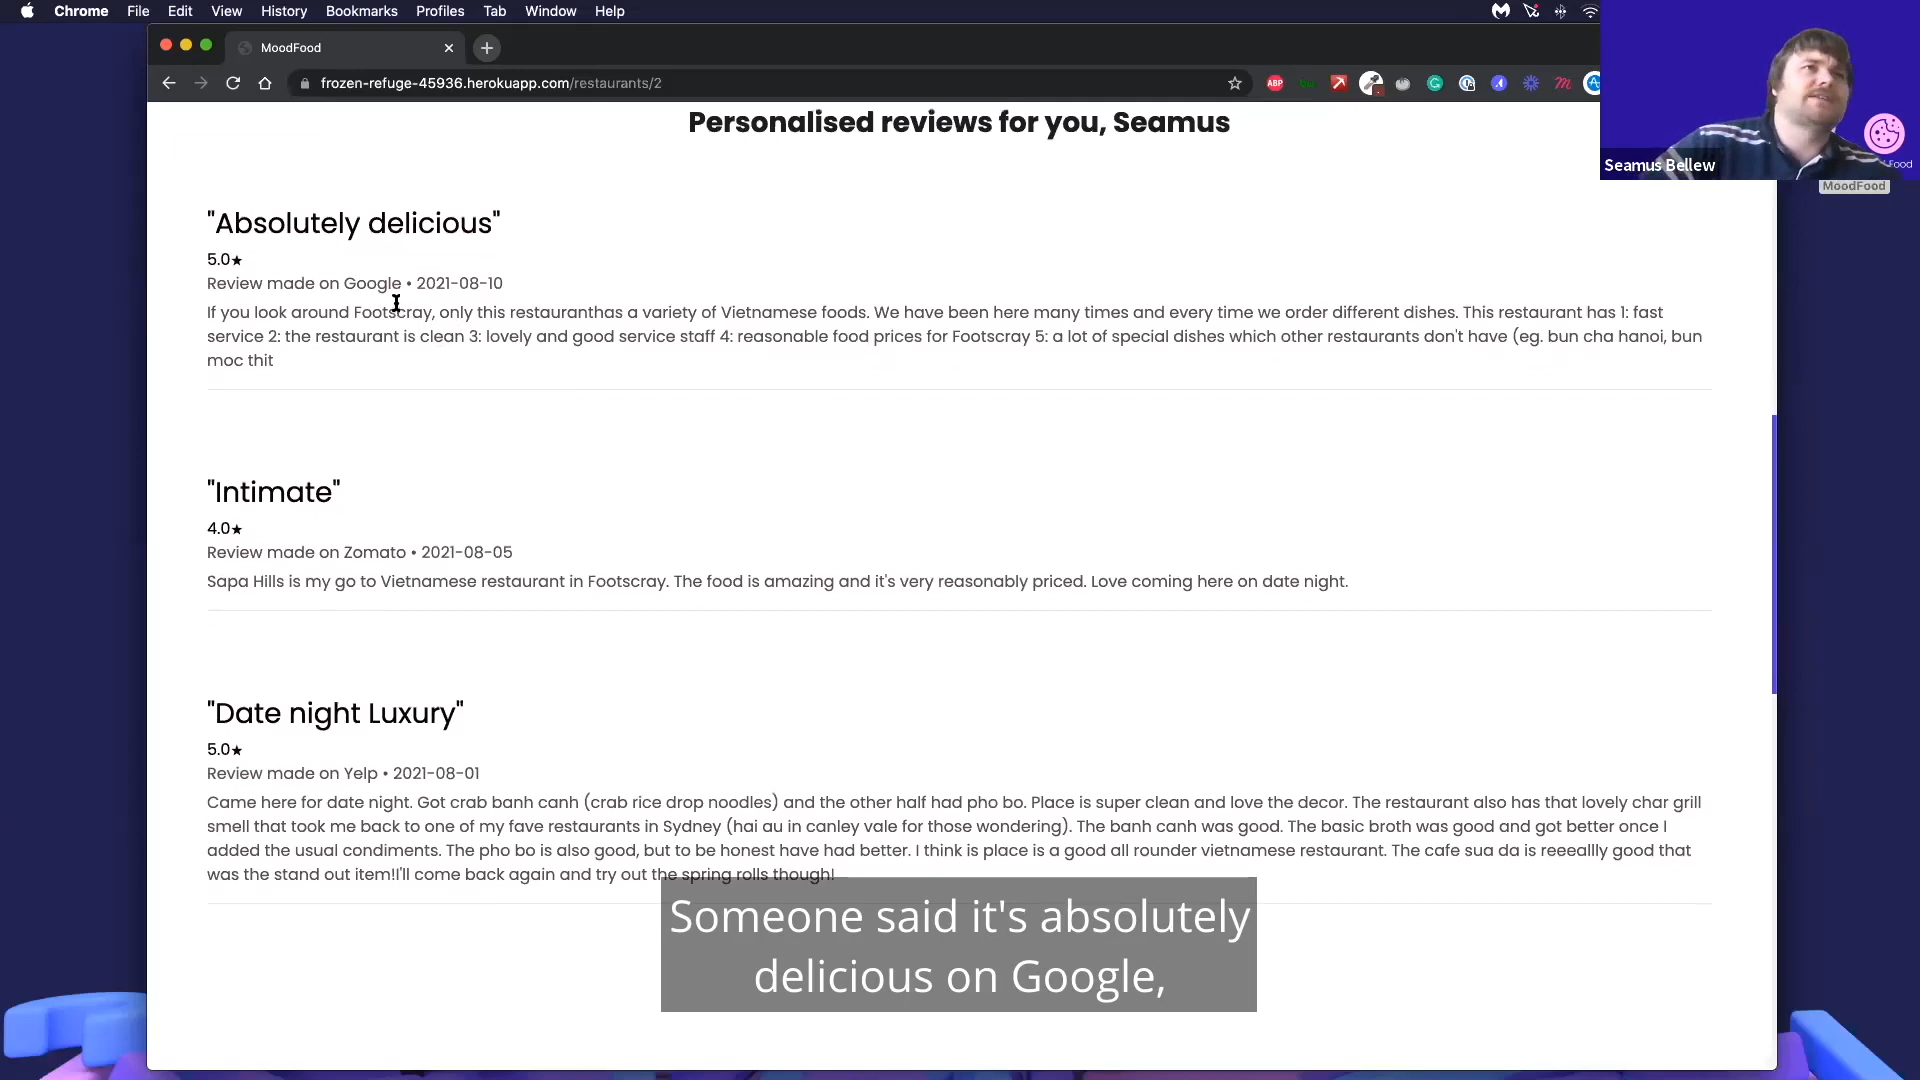 Chrome File Edit View History Bookmarks Profiles Tab Window Help
MoodFood
frozen-refuge-45936.herokuapp.com/restaurants/2
ABP
Personalised reviews for you, Seamus
Seamus Bellew
Food
MoodFood
"Absolutely delicious"
5.0★
Review made on Google • 2021-08-10
If you look around Footscray, only this restauranthas a variety of Vietnamese foods. We have been here many times and every time we order different dishes. This restaurant has 1: fast
service 2: the restaurant is clean 3: lovely and good service staff 4: reasonable food prices for Footscray 5: a lot of special dishes which other restaurants don't have (eg. bun cha hanoi, bun
moc thit
"Intimate"
4.0★
Review made on Zomato • 2021-08-05
Sapa Hills is my go to Vietnamese restaurant in Footscray. The food is amazing and it's very reasonably priced. Love coming here on date night.
"Date night Luxury"
5.0★
Review made on Yelp • 2021-08-01
Came here for date night. Got crab banh canh (crab rice drop noodles) and the other half had pho bo. Place is super clean and love the decor. The restaurant also has that lovely char grill
smell that took me back to one of my fave restaurants in Sydney (hai au in canley vale for those wondering). The banh canh was good. The basic broth was good and got better once I
added the usual condiments. The pho bo is also good, but to be honest have had better. I think is place is a good all rounder vietnamese restaurant. The cafe sua da is reeeallly good that
was the stand out item!I'll come back again and try out the spring rolls though!
Someone said it's absolutely
delicious on Google,